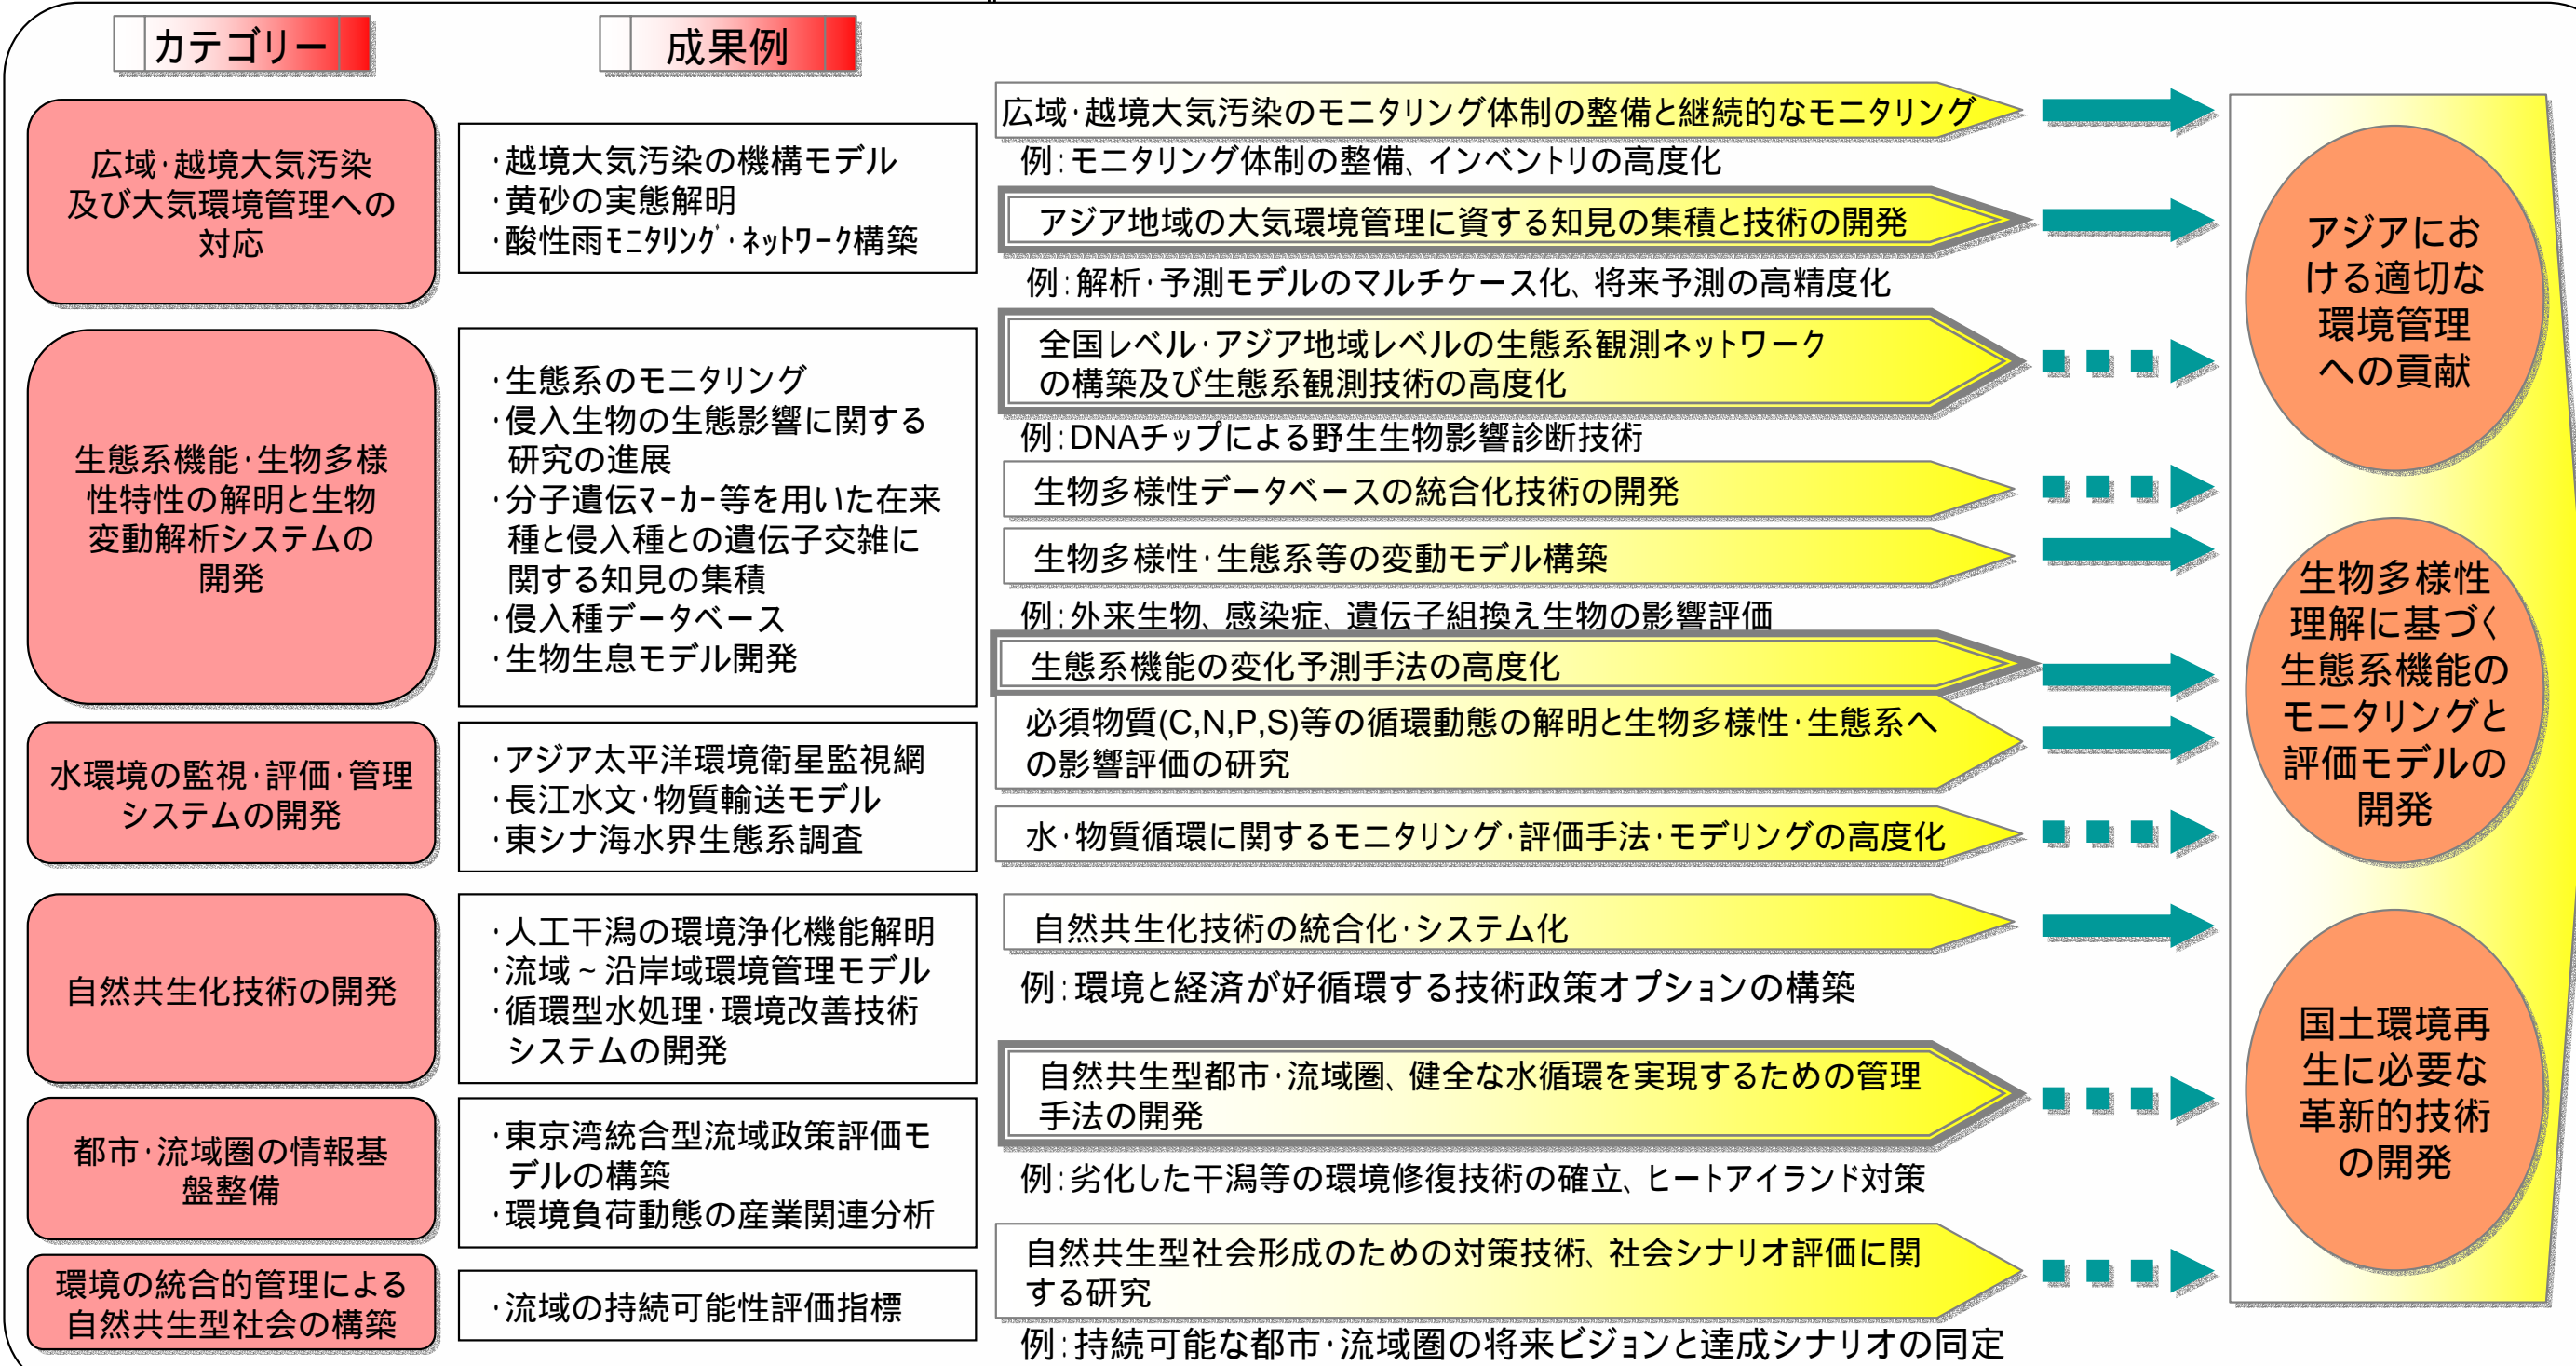 カテゴリー
成果例
広域・越境大気汚染
及び大気環境管理への
対応
・越境大気汚染の機構モデル
・黄砂の実態解明
・酸性雨ﾓﾆﾀﾘﾝｸﾞ・ﾈｯﾄﾜｰｸ構築
生態系機能・生物多様
性特性の解明と生物
変動解析システムの
開発
・生態系のモニタリング
・侵入生物の生態影響に関する
研究の進展
・分子遺伝ﾏｰｶｰ等を用いた在来
種と侵入種との遺伝子交雑に
関する知見の集積
・侵入種データベース
・生物生息モデル開発
水環境の監視・評価・管理
システムの開発
・アジア太平洋環境衛星監視網
・長江水文・物質輸送モデル
・東シナ海水界生態系調査
自然共生化技術の開発
・人工干潟の環境浄化機能解明
・流域~沿岸域環境管理モデル
・循環型水処理・環境改善技術
システムの開発
都市・流域圏の情報基
盤整備
・東京湾統合型流域政策評価モ
デルの構築
・環境負荷動態の産業関連分析
環境の統合的管理による
自然共生型社会の構築
・流域の持続可能性評価指標
広域・越境大気汚染のモニタリング体制の整備と継続的なモニタリング
例:モニタリング体制の整備、インベントリの高度化
アジア地域の大気環境管理に資する知見の集積と技術の開発
例:解析・予測モデルのマルチケース化、将来予測の高精度化
全国レベル・アジア地域レベルの生態系観測ネットワーク
の構築及び生態系観測技術の高度化
例:DNAチップによる野生生物影響診断技術
生物多様性データベースの統合化技術の開発
生物多様性・生態系等の変動モデル構築
例:外来生物、感染症、遺伝子組換え生物の影響評価
生態系機能の変化予測手法の高度化
必須物質(C,N,P,S)等の循環動態の解明と生物多様性・生態系へ
の影響評価の研究
水・物質循環に関するモニタリング・評価手法・モデリングの高度化
自然共生化技術の統合化・システム化
例:環境と経済が好循環する技術政策オプションの構築
自然共生型都市・流域圏、健全な水循環を実現するための管理
手法の開発
例:劣化した干潟等の環境修復技術の確立、ヒートアイランド対策
自然共生型社会形成のための対策技術、社会シナリオ評価に関
する研究
例:持続可能な都市・流域圏の将来ビジョンと達成シナリオの同定
アジアにお
ける適切な
環境管理
への貢献
生物多様性
理解に基づく
生態系機能の
モニタリングと
評価モデルの
開発
国土環境再
生に必要な
革新的技術
の開発